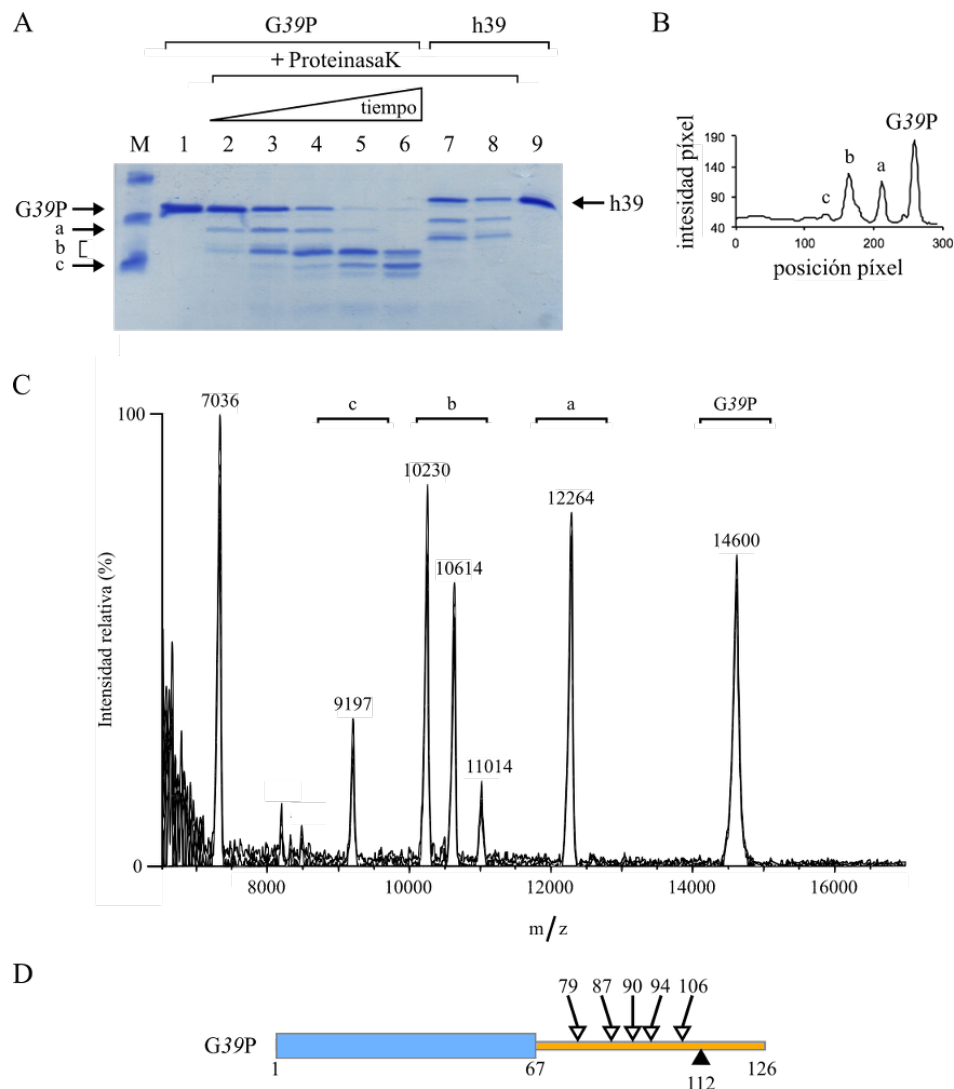 A
G39P h39
+ ProteinasaK
tiempo
M 1 2 3 4 5 6 7 8 9
G39P
a
b
c
h39
B
G39P
b
a
c
intesidad píxel
190
140
90
40
0 100 200 300
posición píxel
C
7036
c b a G39P
100
10230
12264
14600
10614
9197
11014
Intensidad relativa (%)
0
8000 10000 12000 14000 16000
m/z
D
79 87 90 94 106
G39P
1 67 112 126